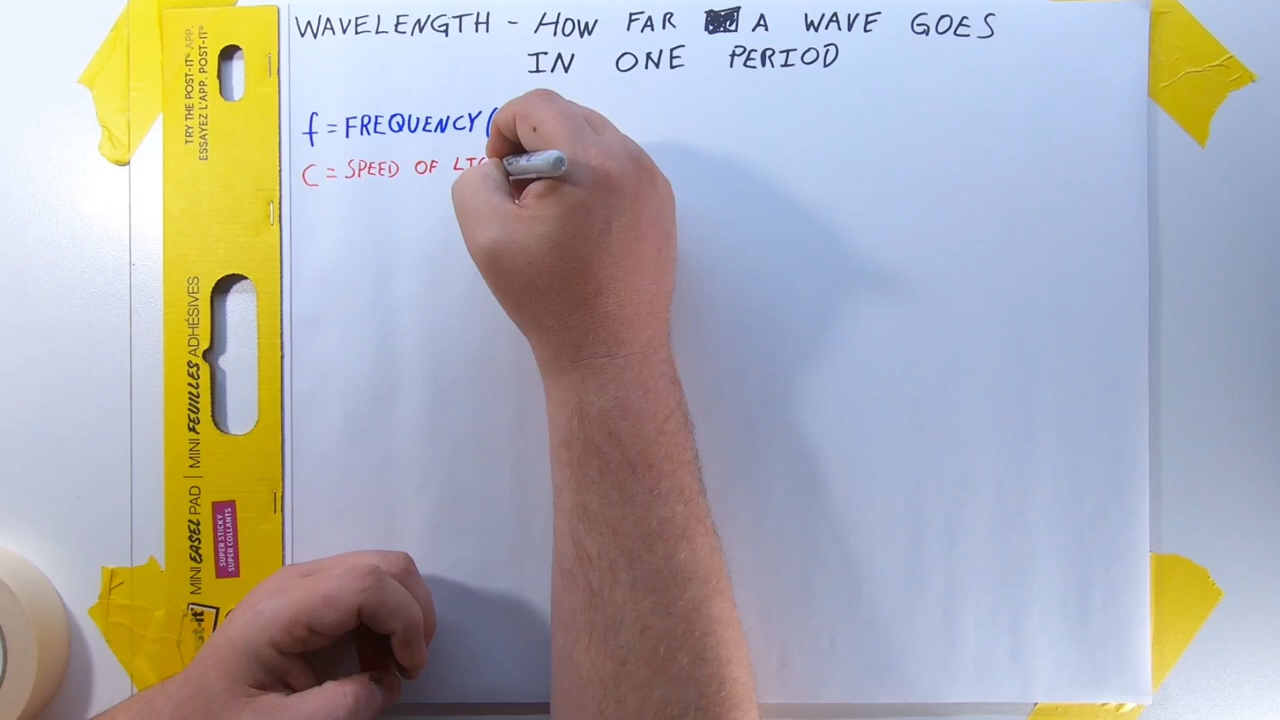 WAVELENGTH - HOW FAR A WAVE GOES
IN ONE PERIOD
f = FREQUENCY (
C = SPEED OF
TRY THE POST-IT® APP.
ESSAYEZ L'APP. POST-IT®
MINI EASEL PAD | MINI FEUILLES ADHÉSIVES
SUPER STICKY
SUPER COLLANTS